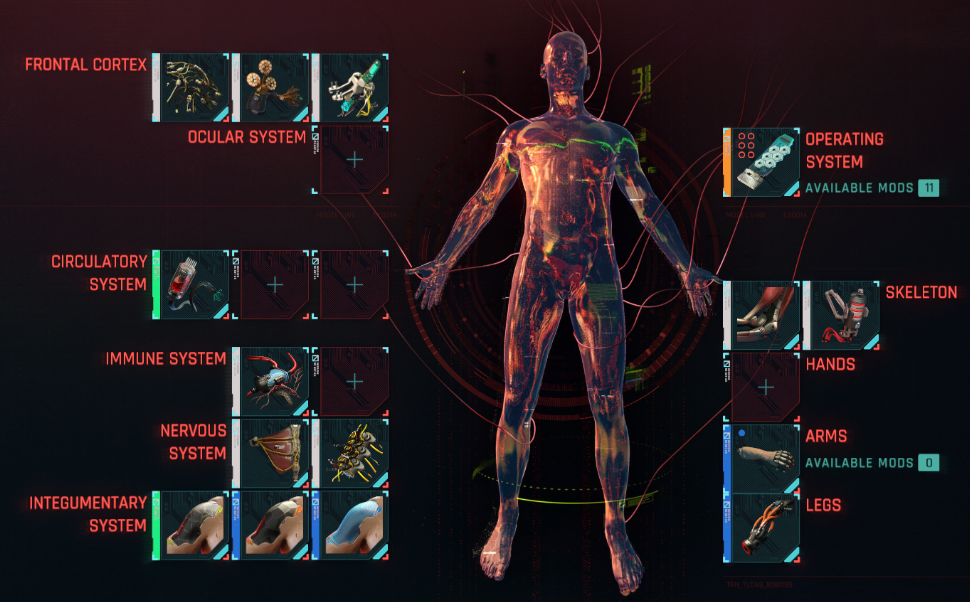 FRONTAL CORTEX
OCULAR SYSTEM
CIRCULATORY
SYSTEM
IMMUNE SYSTEM
NERVOUS
SYSTEM
INTEGUMENTARY
SYSTEM
OPERATING
SYSTEM
AVAILABLE MODS 11
SKELETON
HANDS
ARMS
AVAILABLE MODS 0
LEGS